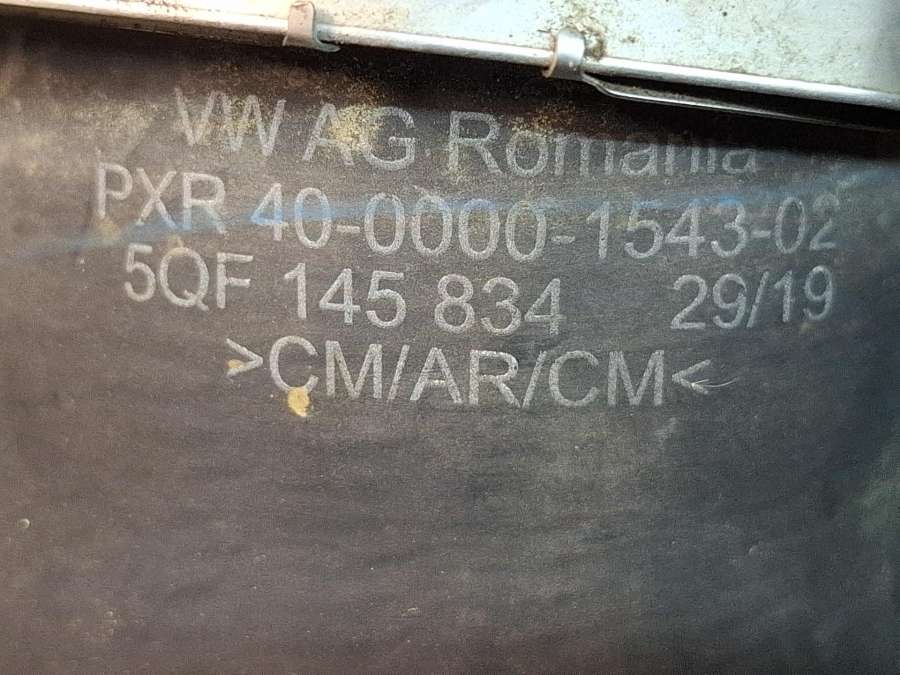 VW AG Romania
PXR 40-0000-1543-02
5QF 145 834 29/19
>CM/AR/CM<